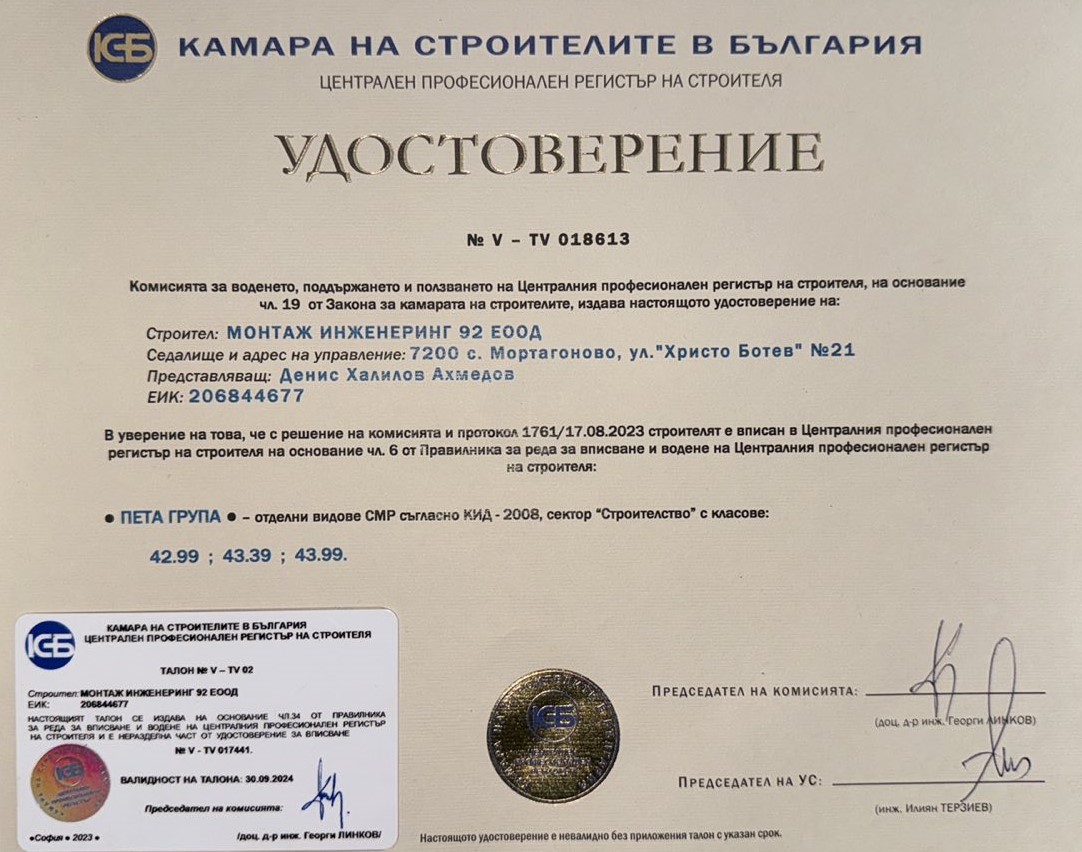 КСБ КАМАРА НА СТРОИТЕЛИТЕ В БЪЛГАРИЯ
ЦЕНТРАЛЕН ПРОФЕСИОНАЛЕН РЕГИСТЪР НА СТРОИТЕЛЯ
УДОСТОВЕРЕНИЕ
№ V – TV 018613
Комисията за воденето, поддържането и ползването на Централния професионален регистър на строителя, на основание
чл. 19 от Закона за камарата на строителите, издава настоящото удостоверение на:
Строител: МОНТАЖ ИНЖЕНЕРИНГ 92 ЕООД
Седалище и адрес на управление: 7200 с. Мортагоново, ул."Христо Ботев" №21
Представляващ: Денис Халилов Ахмедов
ЕИК: 206844677
В уверение на това, че с решение на комисията и протокол 1761/17.08.2023 строителят е вписан в Централния професионален
регистър на строителя на основание чл. 6 от Правилника за реда за вписване и водене на Централния професионален регистър
на строителя:
● ПЕТА ГРУПА ● – отделни видове СМР съгласно КИД - 2008, сектор “Строителство” с класове:
42.99 ; 43.39 ; 43.99.
КСБ КАМАРА НА СТРОИТЕЛИТЕ В БЪЛГАРИЯ
ЦЕНТРАЛЕН ПРОФЕСИОНАЛЕН РЕГИСТЪР НА СТРОИТЕЛЯ
ТАЛОН № V – TV 02
Строител: МОНТАЖ ИНЖЕНЕРИНГ 92 ЕООД
ЕИК: 206844677
НАСТОЯЩИЯТ ТАЛОН СЕ ИЗДАВА НА ОСНОВАНИЕ ЧЛ.34 ОТ ПРАВИЛНИКА
ЗА РЕДА ЗА ВПИСВАНЕ И ВОДЕНЕ НА ЦЕНТРАЛНИЯ ПРОФЕСИОНАЛЕН РЕГИСТЪР
НА СТРОИТЕЛЯ И Е НЕРАЗДЕЛНА ЧАСТ ОТ УДОСТОВЕРЕНИЕ ЗА ВПИСВАНЕ
№ V - TV 017441.
ВАЛИДНОСТ НА ТАЛОНА: 30.09.2024
Председател на комисията:
●София ● 2023 ●
/доц. д-р инж. Георги ЛИНКОВ/
КСБ
ПРЕДСЕДАТЕЛ НА КОМИСИЯТА:
(доц. д-р инж. Георги ЛИНКОВ)
ПРЕДСЕДАТЕЛ НА УС:
(инж. Илиян ТЕРЗИЕВ)
Настоящото удостоверение е невалидно без приложения талон с указан срок.